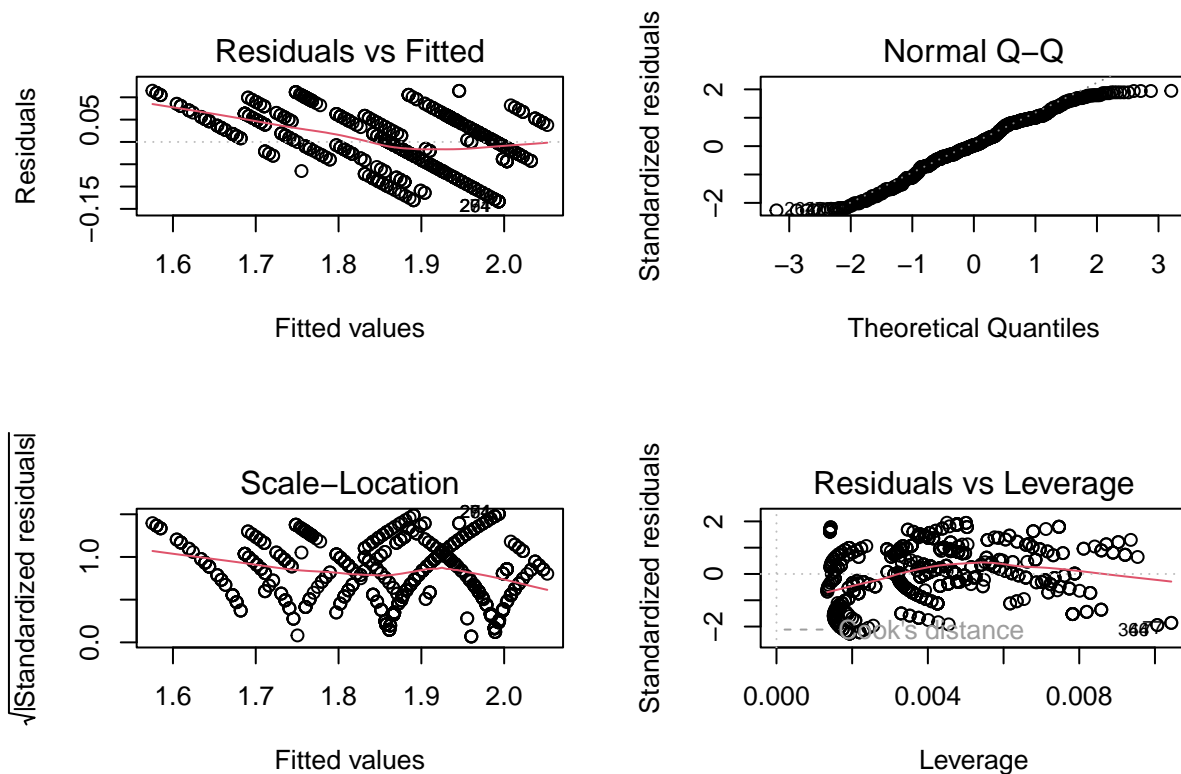 Residuals vs Fitted
Residuals
0.05
−0.15
1.6 1.7 1.8 1.9 2.0
Fitted values
Normal Q−Q
Standardized residuals
2
0
−2
−3 −2 −1 0 1 2 3
Theoretical Quantiles
Scale−Location
√|Standardized residuals|
1.0
0.0
1.6 1.7 1.8 1.9 2.0
Fitted values
Residuals vs Leverage
Standardized residuals
2
0
−2
Cook's distance
0.000 0.004 0.008
Leverage